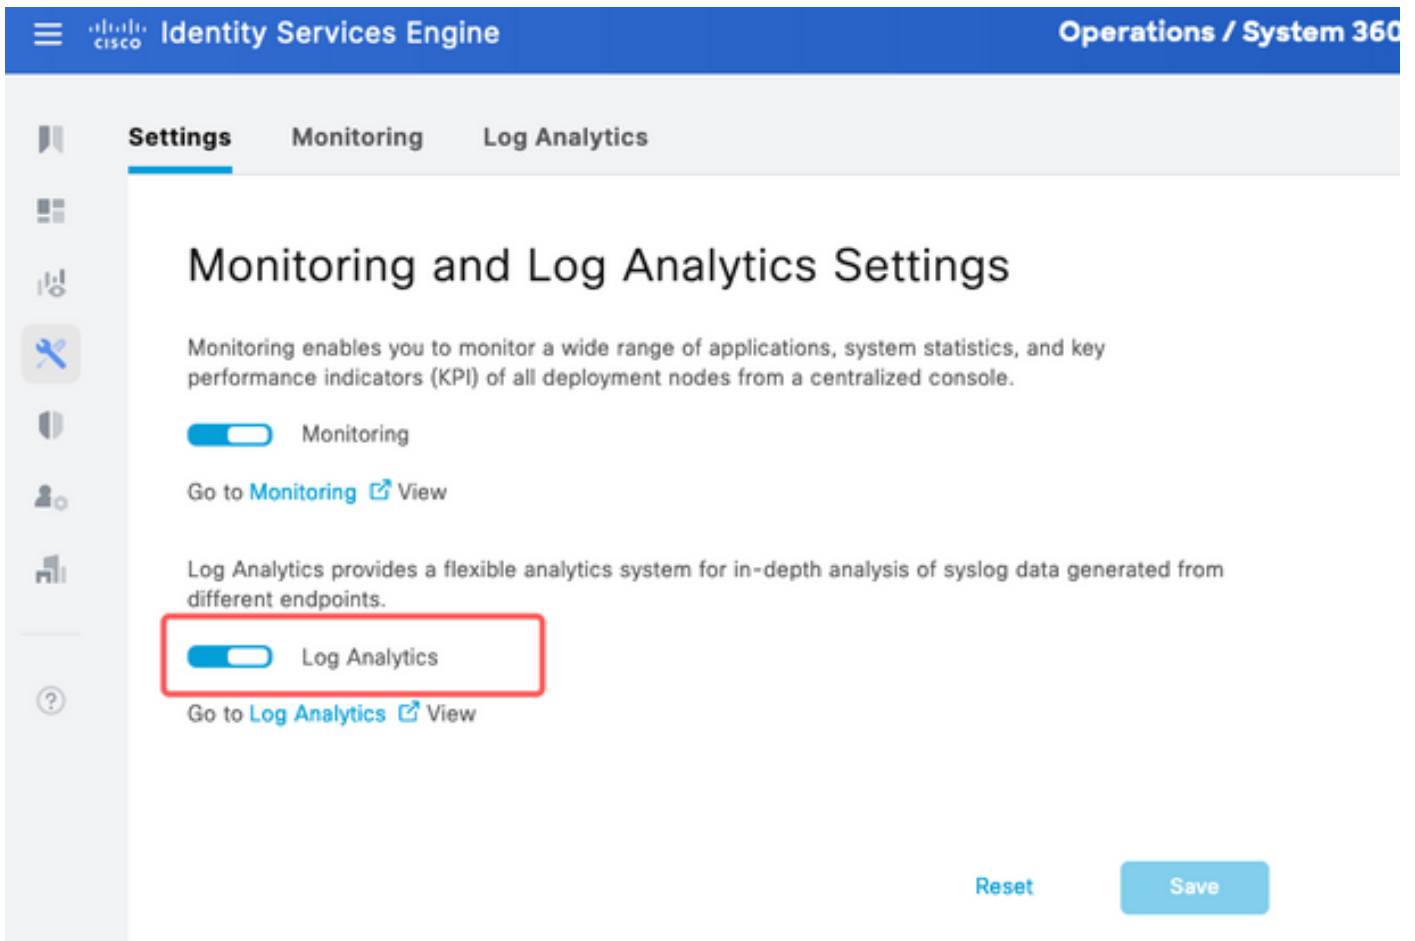 cisco Identity Services Engine
Operations / System 360
Settings Monitoring Log Analytics
Monitoring and Log Analytics Settings
Monitoring enables you to monitor a wide range of applications, system statistics, and key
performance indicators (KPI) of all deployment nodes from a centralized console.
Monitoring
Go to Monitoring View
Log Analytics provides a flexible analytics system for in-depth analysis of syslog data generated from
different endpoints.
Log Analytics
Go to Log Analytics View
?
Reset Save